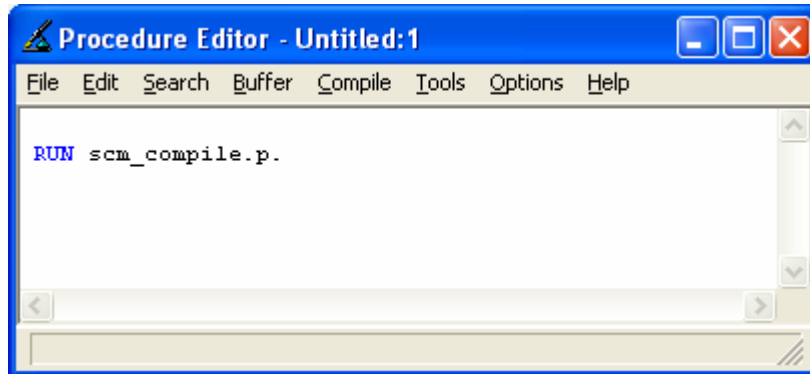 Procedure Editor - Untitled:1
File Edit Search Buffer Compile Tools Options Help
RUN scm_compile.p.